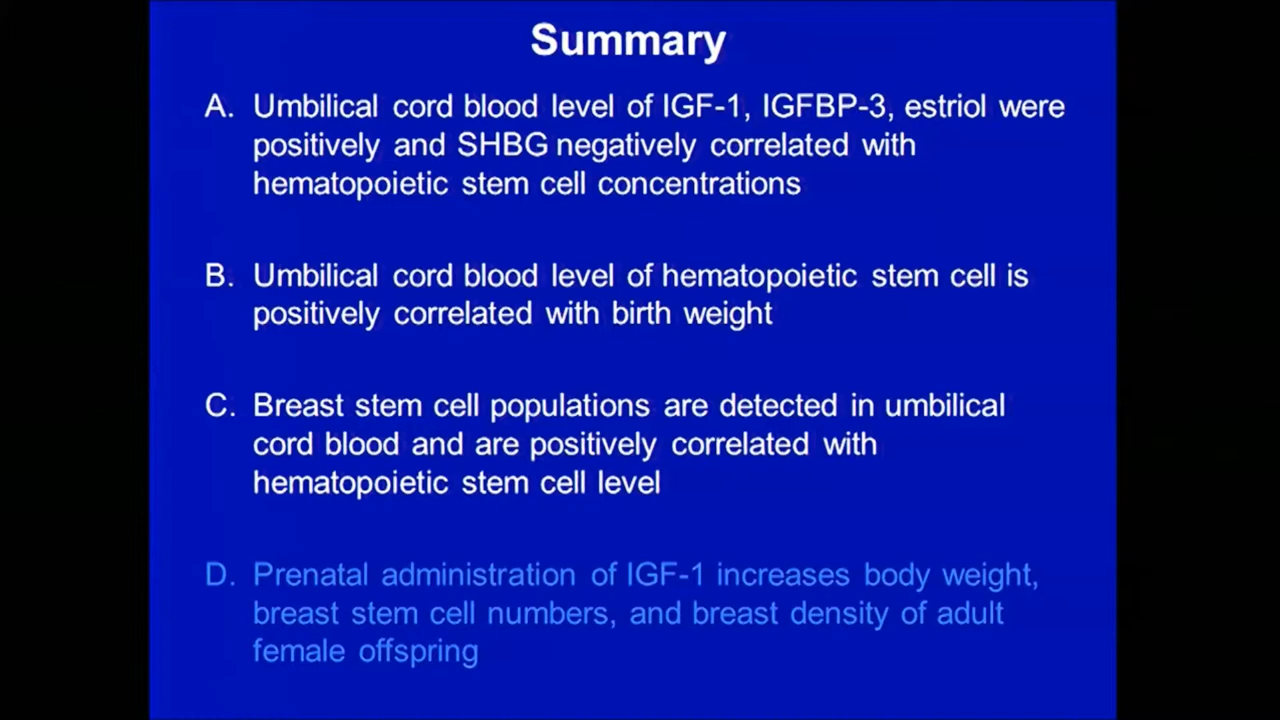 Summary
A. Umbilical cord blood level of IGF-1, IGFBP-3, estriol were
positively and SHBG negatively correlated with
hematopoietic stem cell concentrations
B. Umbilical cord blood level of hematopoietic stem cell is
positively correlated with birth weight
C. Breast stem cell populations are detected in umbilical
cord blood and are positively correlated with
hematopoietic stem cell level
D. Prenatal administration of IGF-1 increases body weight,
breast stem cell numbers, and breast density of adult
female offspring